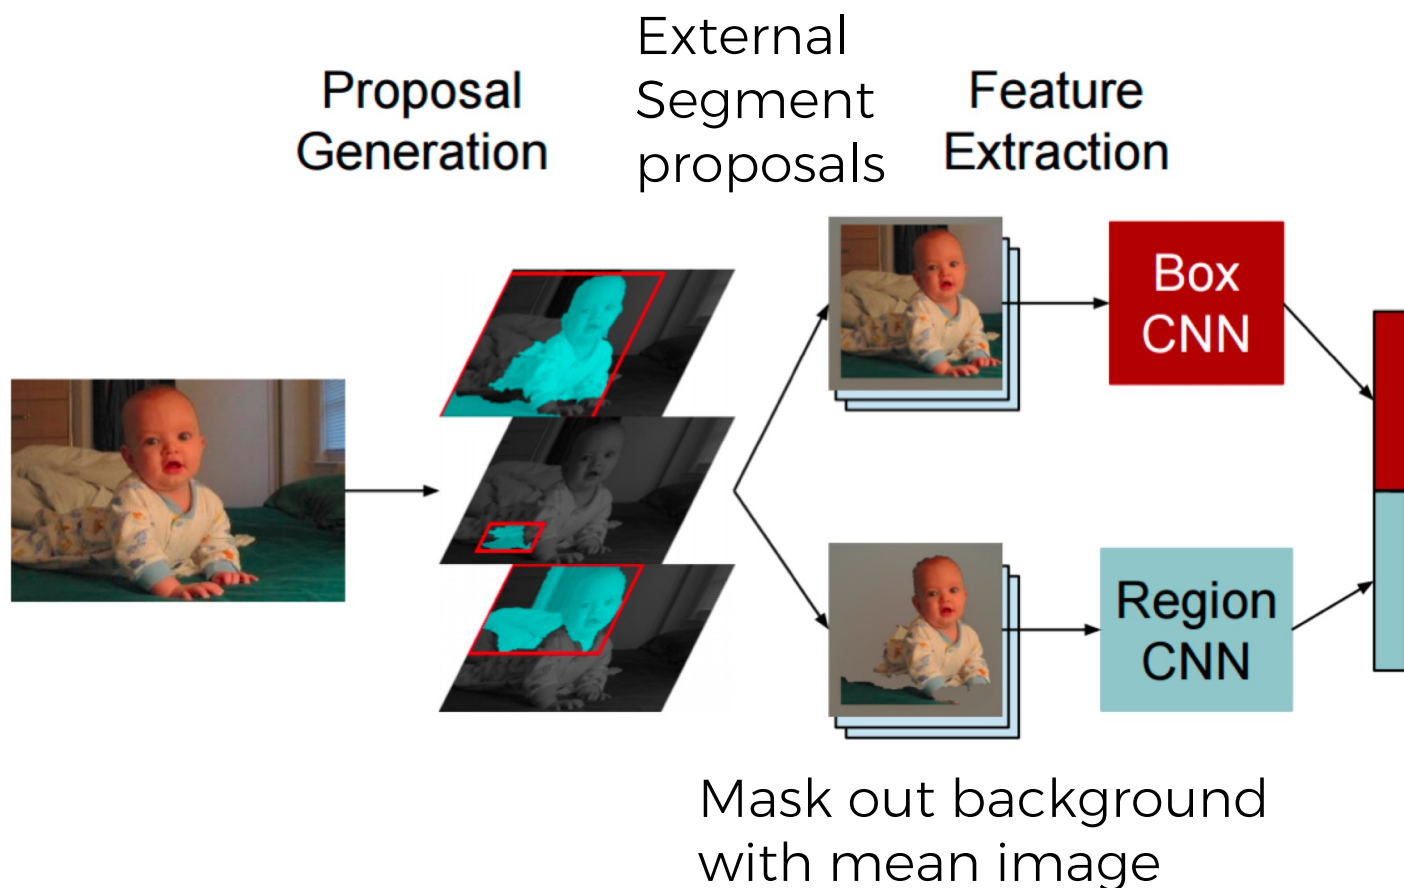 Proposal
Generation
External
Segment
proposals
Feature
Extraction
Box
CNN
Region
CNN
Mask out background
with mean image